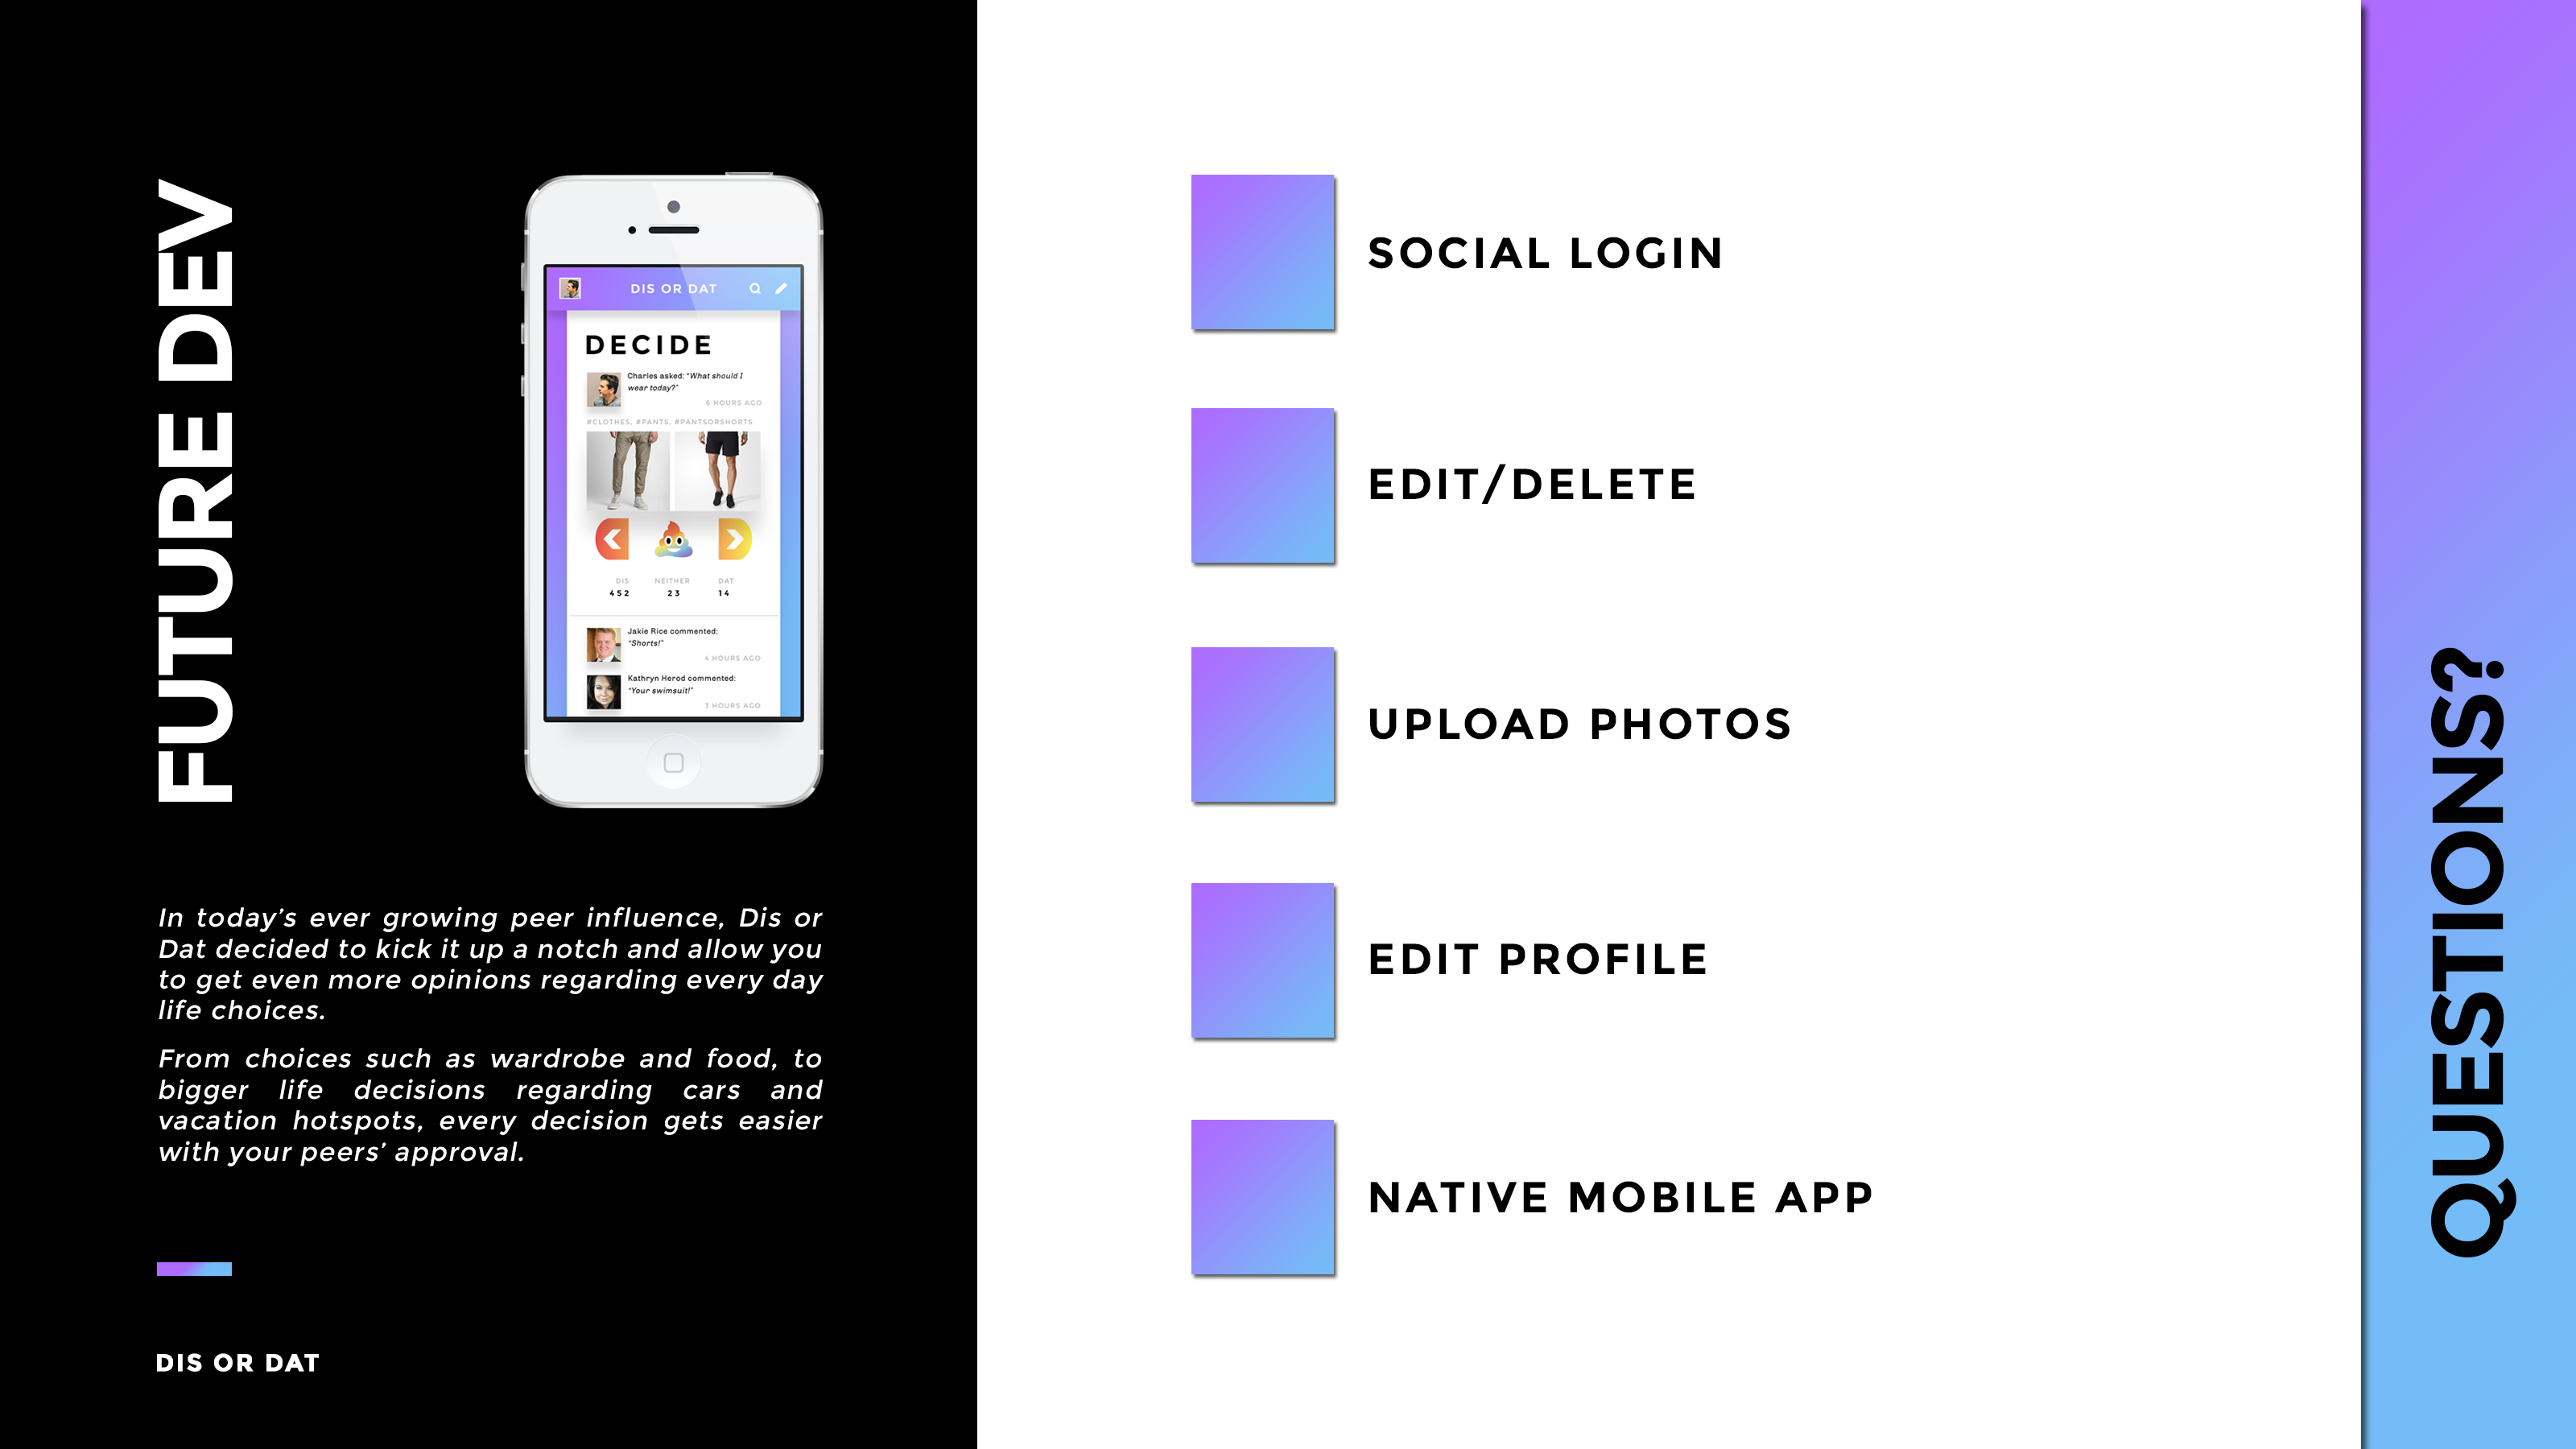 FUTURE DEV
DIS OR DAT
DECIDE
Charles asked: “What should I
wear today?”
6 HOURS AGO
#CLOTHES, #PANTS, #PANTSORSHORTS
DIS NEITHER DAT
452 23 14
Jakie Rice commented:
“Shorts!”
4 HOURS AGO
Kathryn Herod commented:
“Your swimsuit!”
3 HOURS AGO
In today’s ever growing peer influence, Dis or
Dat decided to kick it up a notch and allow you
to get even more opinions regarding every day
life choices.
From choices such as wardrobe and food, to
bigger life decisions regarding cars and
vacation hotspots, every decision gets easier
with your peers’ approval.
DIS OR DAT
SOCIAL LOGIN
EDIT/DELETE
UPLOAD PHOTOS
EDIT PROFILE
NATIVE MOBILE APP
QUESTIONS?